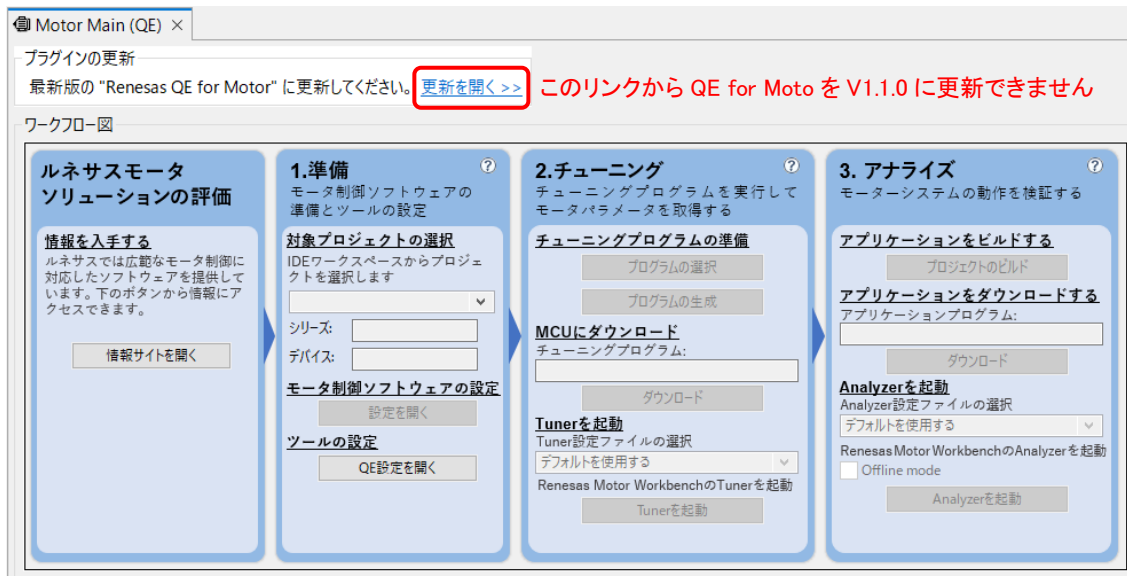 Motor Main (QE) ×
プラグインの更新
最新版の "Renesas QE for Motor" に更新してください。 更新を開く >>
このリンクから QE for Moto を V1.1.0 に更新できません
ワークフロー図
ルネサスモータ
ソリューションの評価
情報を入手する
ルネサスでは広範なモータ制御に
対応したソフトウェアを提供して
います。下のボタンから情報にア
クセスできます。
情報サイトを開く
1.準備 ?
モータ制御ソフトウェアの
準備とツールの設定
対象プロジェクトの選択
IDEワークスペースからプロジェ
クトを選択します
シリーズ:
デバイス:
モータ制御ソフトウェアの設定
設定を開く
ツールの設定
QE設定を開く
2.チューニング ?
チューニングプログラムを実行して
モータパラメータを取得する
チューニングプログラムの準備
プログラムの選択
プログラムの生成
MCUにダウンロード
チューニングプログラム:
ダウンロード
Tunerを起動
Tuner設定ファイルの選択
デフォルトを使用する
Renesas Motor WorkbenchのTunerを起動
Tunerを起動
3. アナライズ ?
モーターシステムの動作を検証する
アプリケーションをビルドする
プロジェクトのビルド
アプリケーションをダウンロードする
アプリケーションプログラム:
ダウンロード
Analyzerを起動
Analyzer設定ファイルの選択
デフォルトを使用する
Renesas Motor WorkbenchのAnalyzerを起動
Offline mode
Analyzerを起動